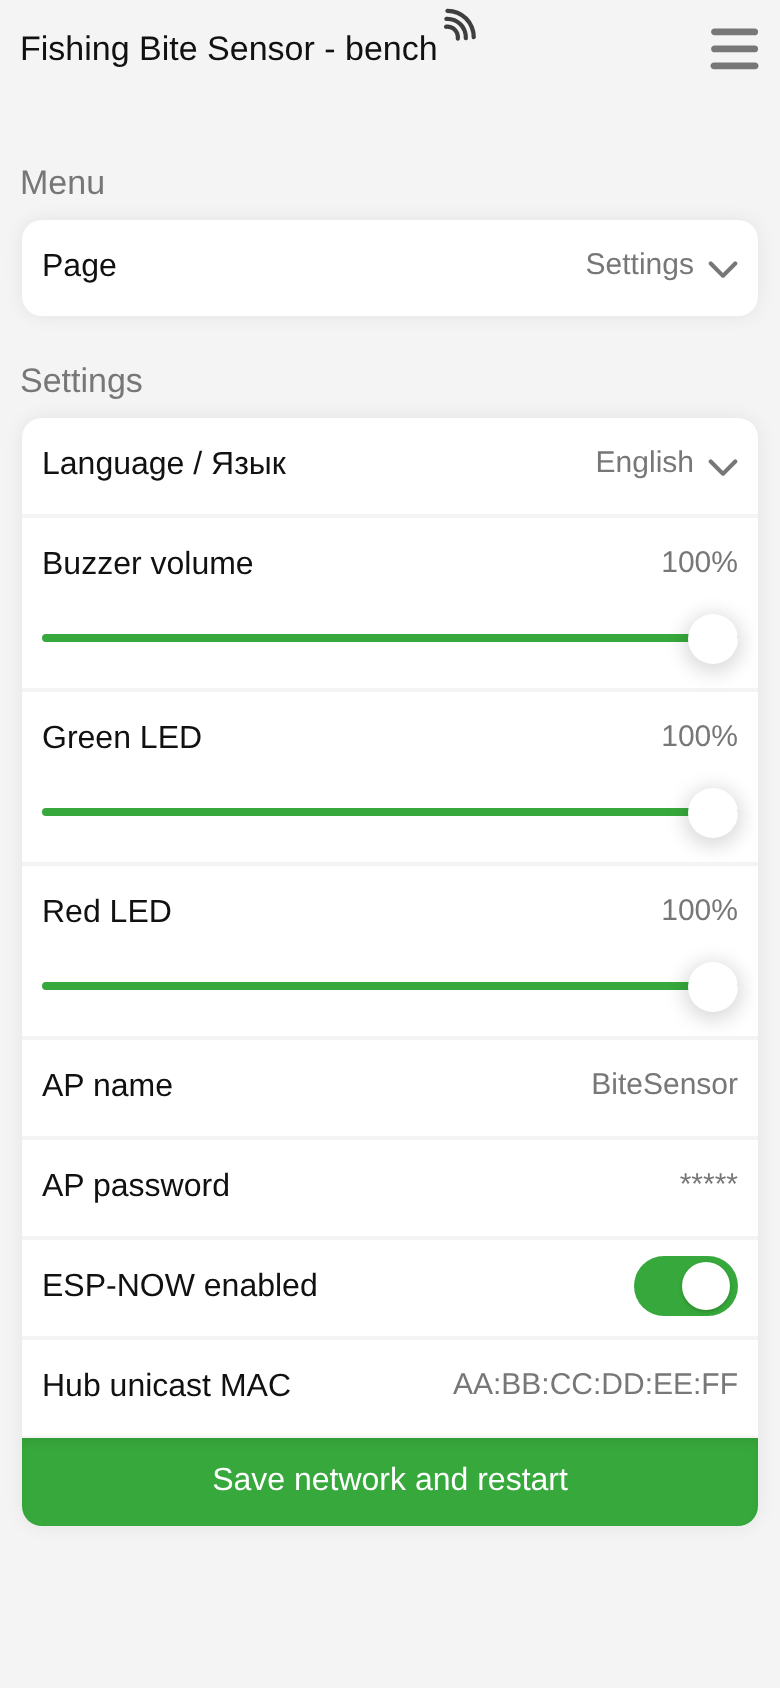 Fishing Bite Sensor - bench
Menu
Page Settings
Settings
Language / Язык English
Buzzer volume 100%
Green LED 100%
Red LED 100%
AP name BiteSensor
AP password *****
ESP-NOW enabled
Hub unicast MAC AA:BB:CC:DD:EE:FF
Save network and restart